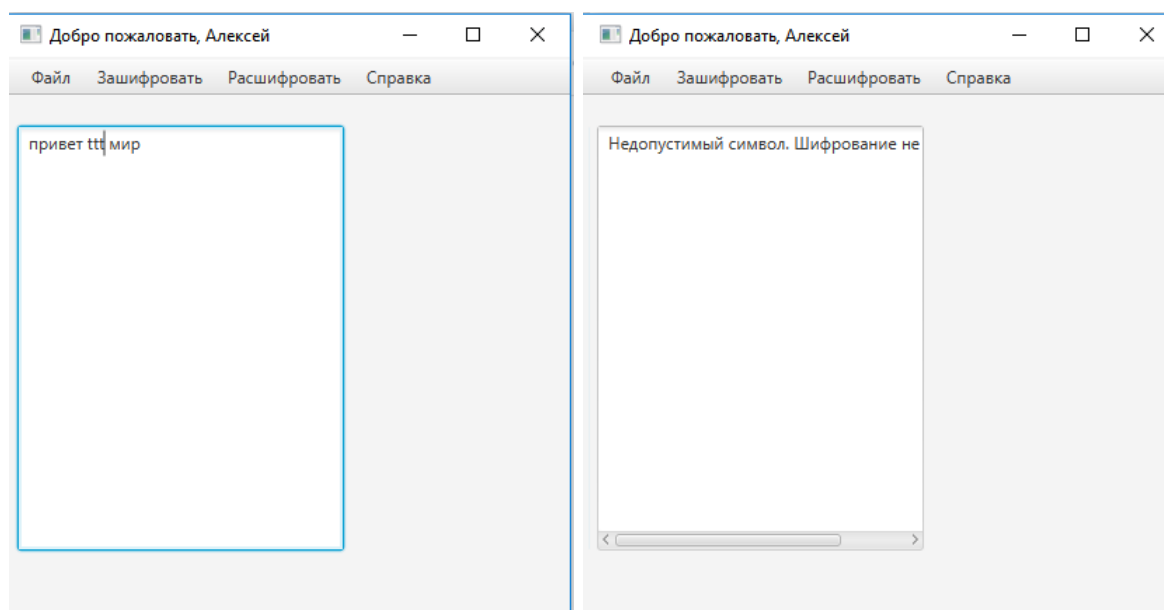 Добро пожаловать, Алексей
Файл Зашифровать Расшифровать Справка
привет ttt мир
Добро пожаловать, Алексей
Файл Зашифровать Расшифровать Справка
Недопустимый символ. Шифрование не